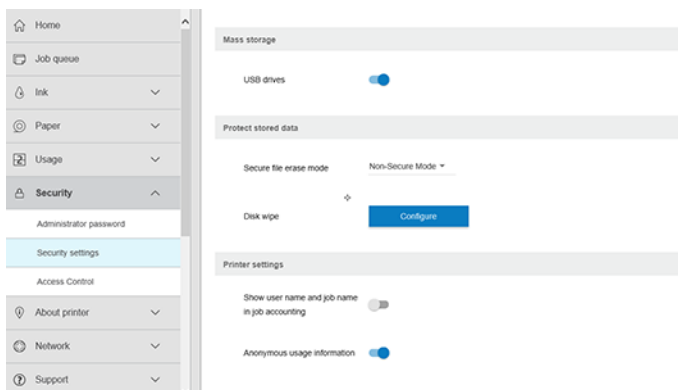 Home
Job queue
Ink
Paper
Usage
Security
Administrator password
Security settings
Access Control
About printer
Network
Support
Mass storage
USB drives
Protect stored data
Secure file erase mode
Non-Secure Mode
Disk wipe
Configure
Printer settings
Show user name and job name
in job accounting
Anonymous usage information